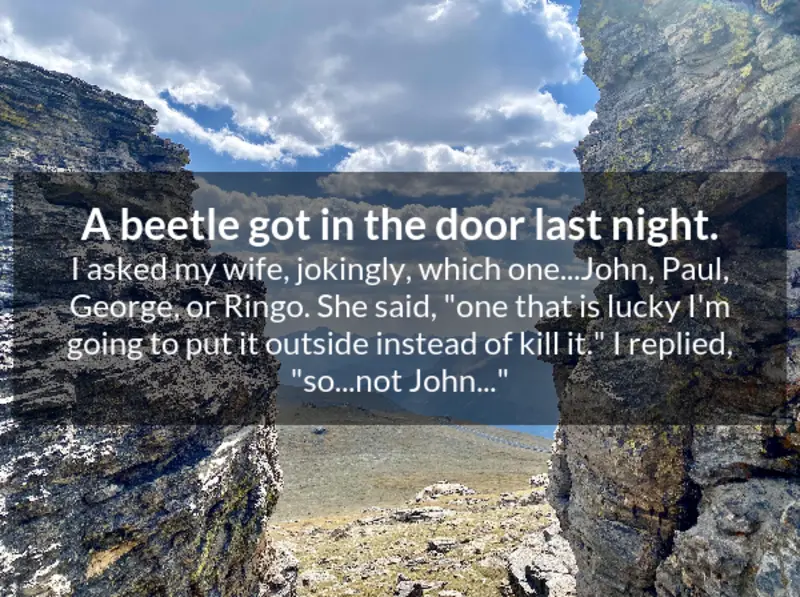 A beetle got in the door last night.
I asked my wife, jokingly, which one...John, Paul,
George, or Ringo. She said, "one that is lucky I'm
going to put it outside instead of kill it." I replied,
"so...not John..."